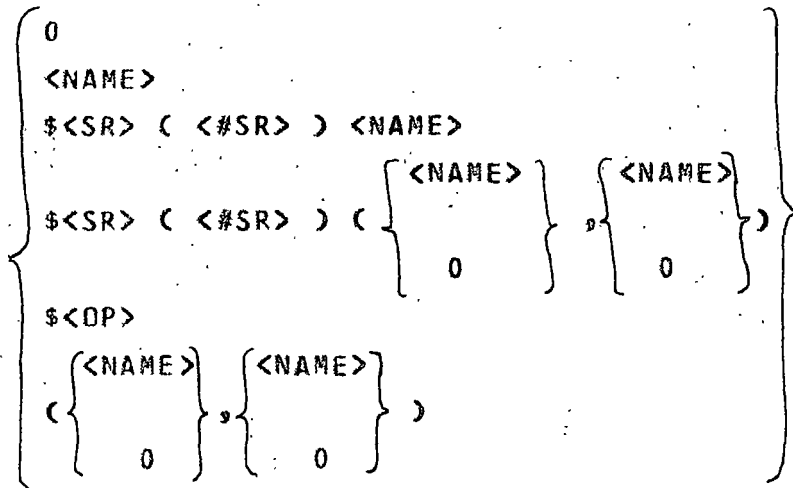 0
<NAME>
$<SR> ( <#SR> ) <NAME>
<NAME> <NAME>
$<SR> ( <#SR> ) ( , )
0 0
$<OP>
<NAME> <NAME>
( , )
0 0